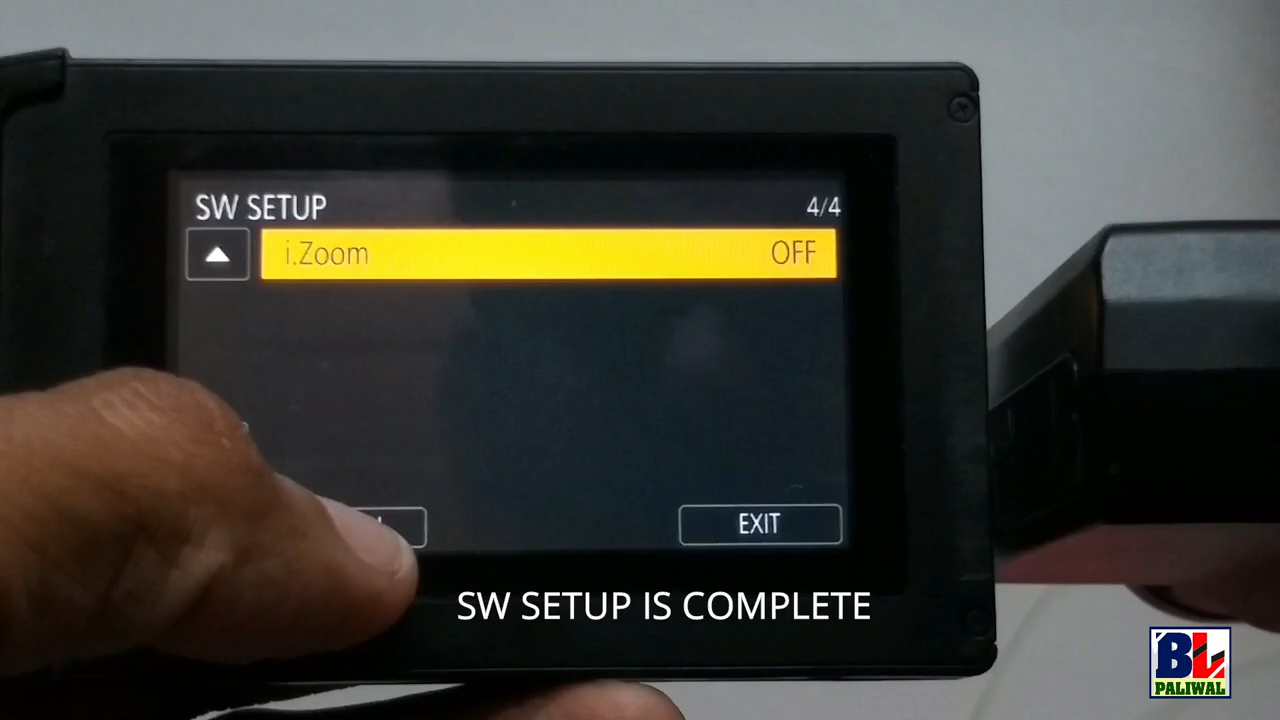 SW SETUP
4/4
i.Zoom
OFF
EXIT
SW SETUP IS COMPLETE
BL
PALIWAL